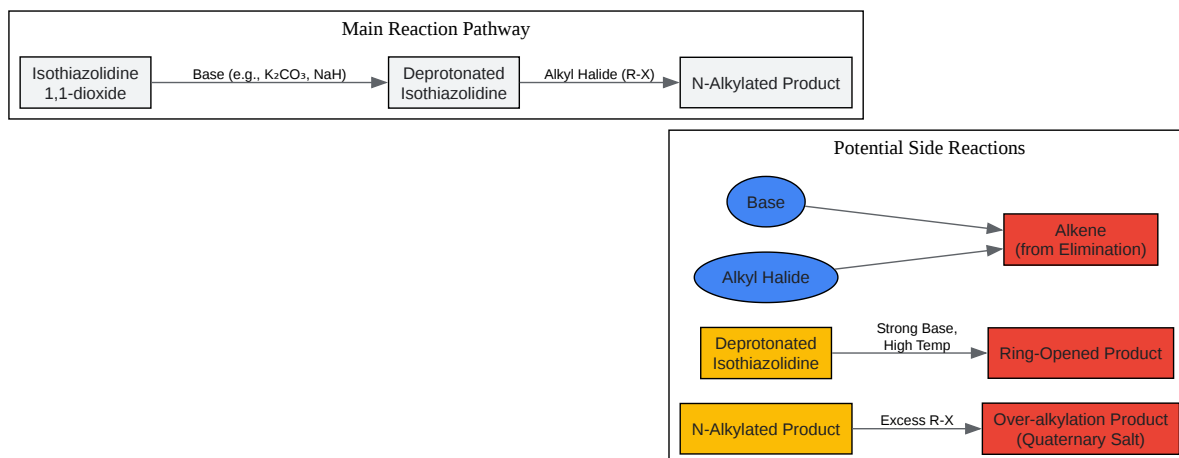 Main Reaction Pathway
Isothiazolidine
1,1-dioxide
Base (e.g., K₂CO₃, NaH)
Deprotonated
Isothiazolidine
Alkyl Halide (R-X)
N-Alkylated Product
Potential Side Reactions
Base
Alkyl Halide
Alkene
(from Elimination)
Deprotonated
Isothiazolidine
Strong Base,
High Temp
Ring-Opened Product
N-Alkylated Product
Excess R-X
Over-alkylation Product
(Quaternary Salt)